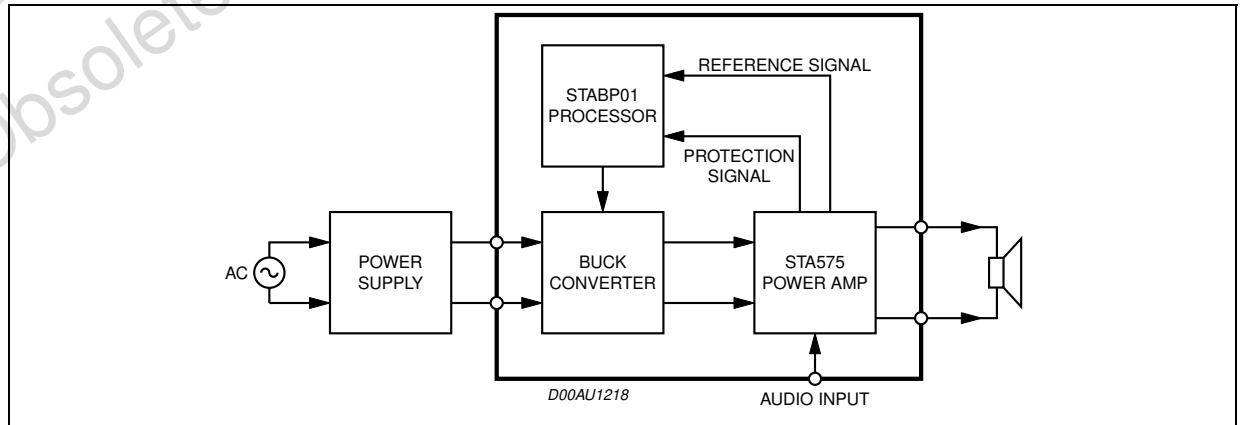 Obsolete
STABP01
PROCESSOR
REFERENCE SIGNAL
PROTECTION
SIGNAL
AC
POWER
SUPPLY
BUCK
CONVERTER
STA575
POWER AMP
D00AU1218
AUDIO INPUT